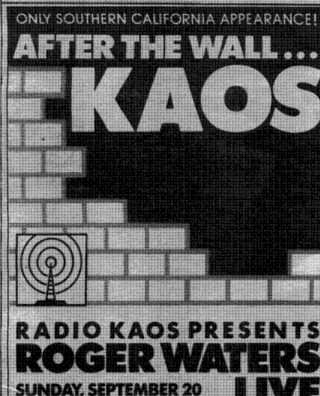 ONLY SOUTHERN CALIFORNIA APPEARANCE!
AFTER THE WALL...
KAOS
RADIO KAOS PRESENTS
ROGER WATERS
SUNDAY, SEPTEMBER 20 LIVE